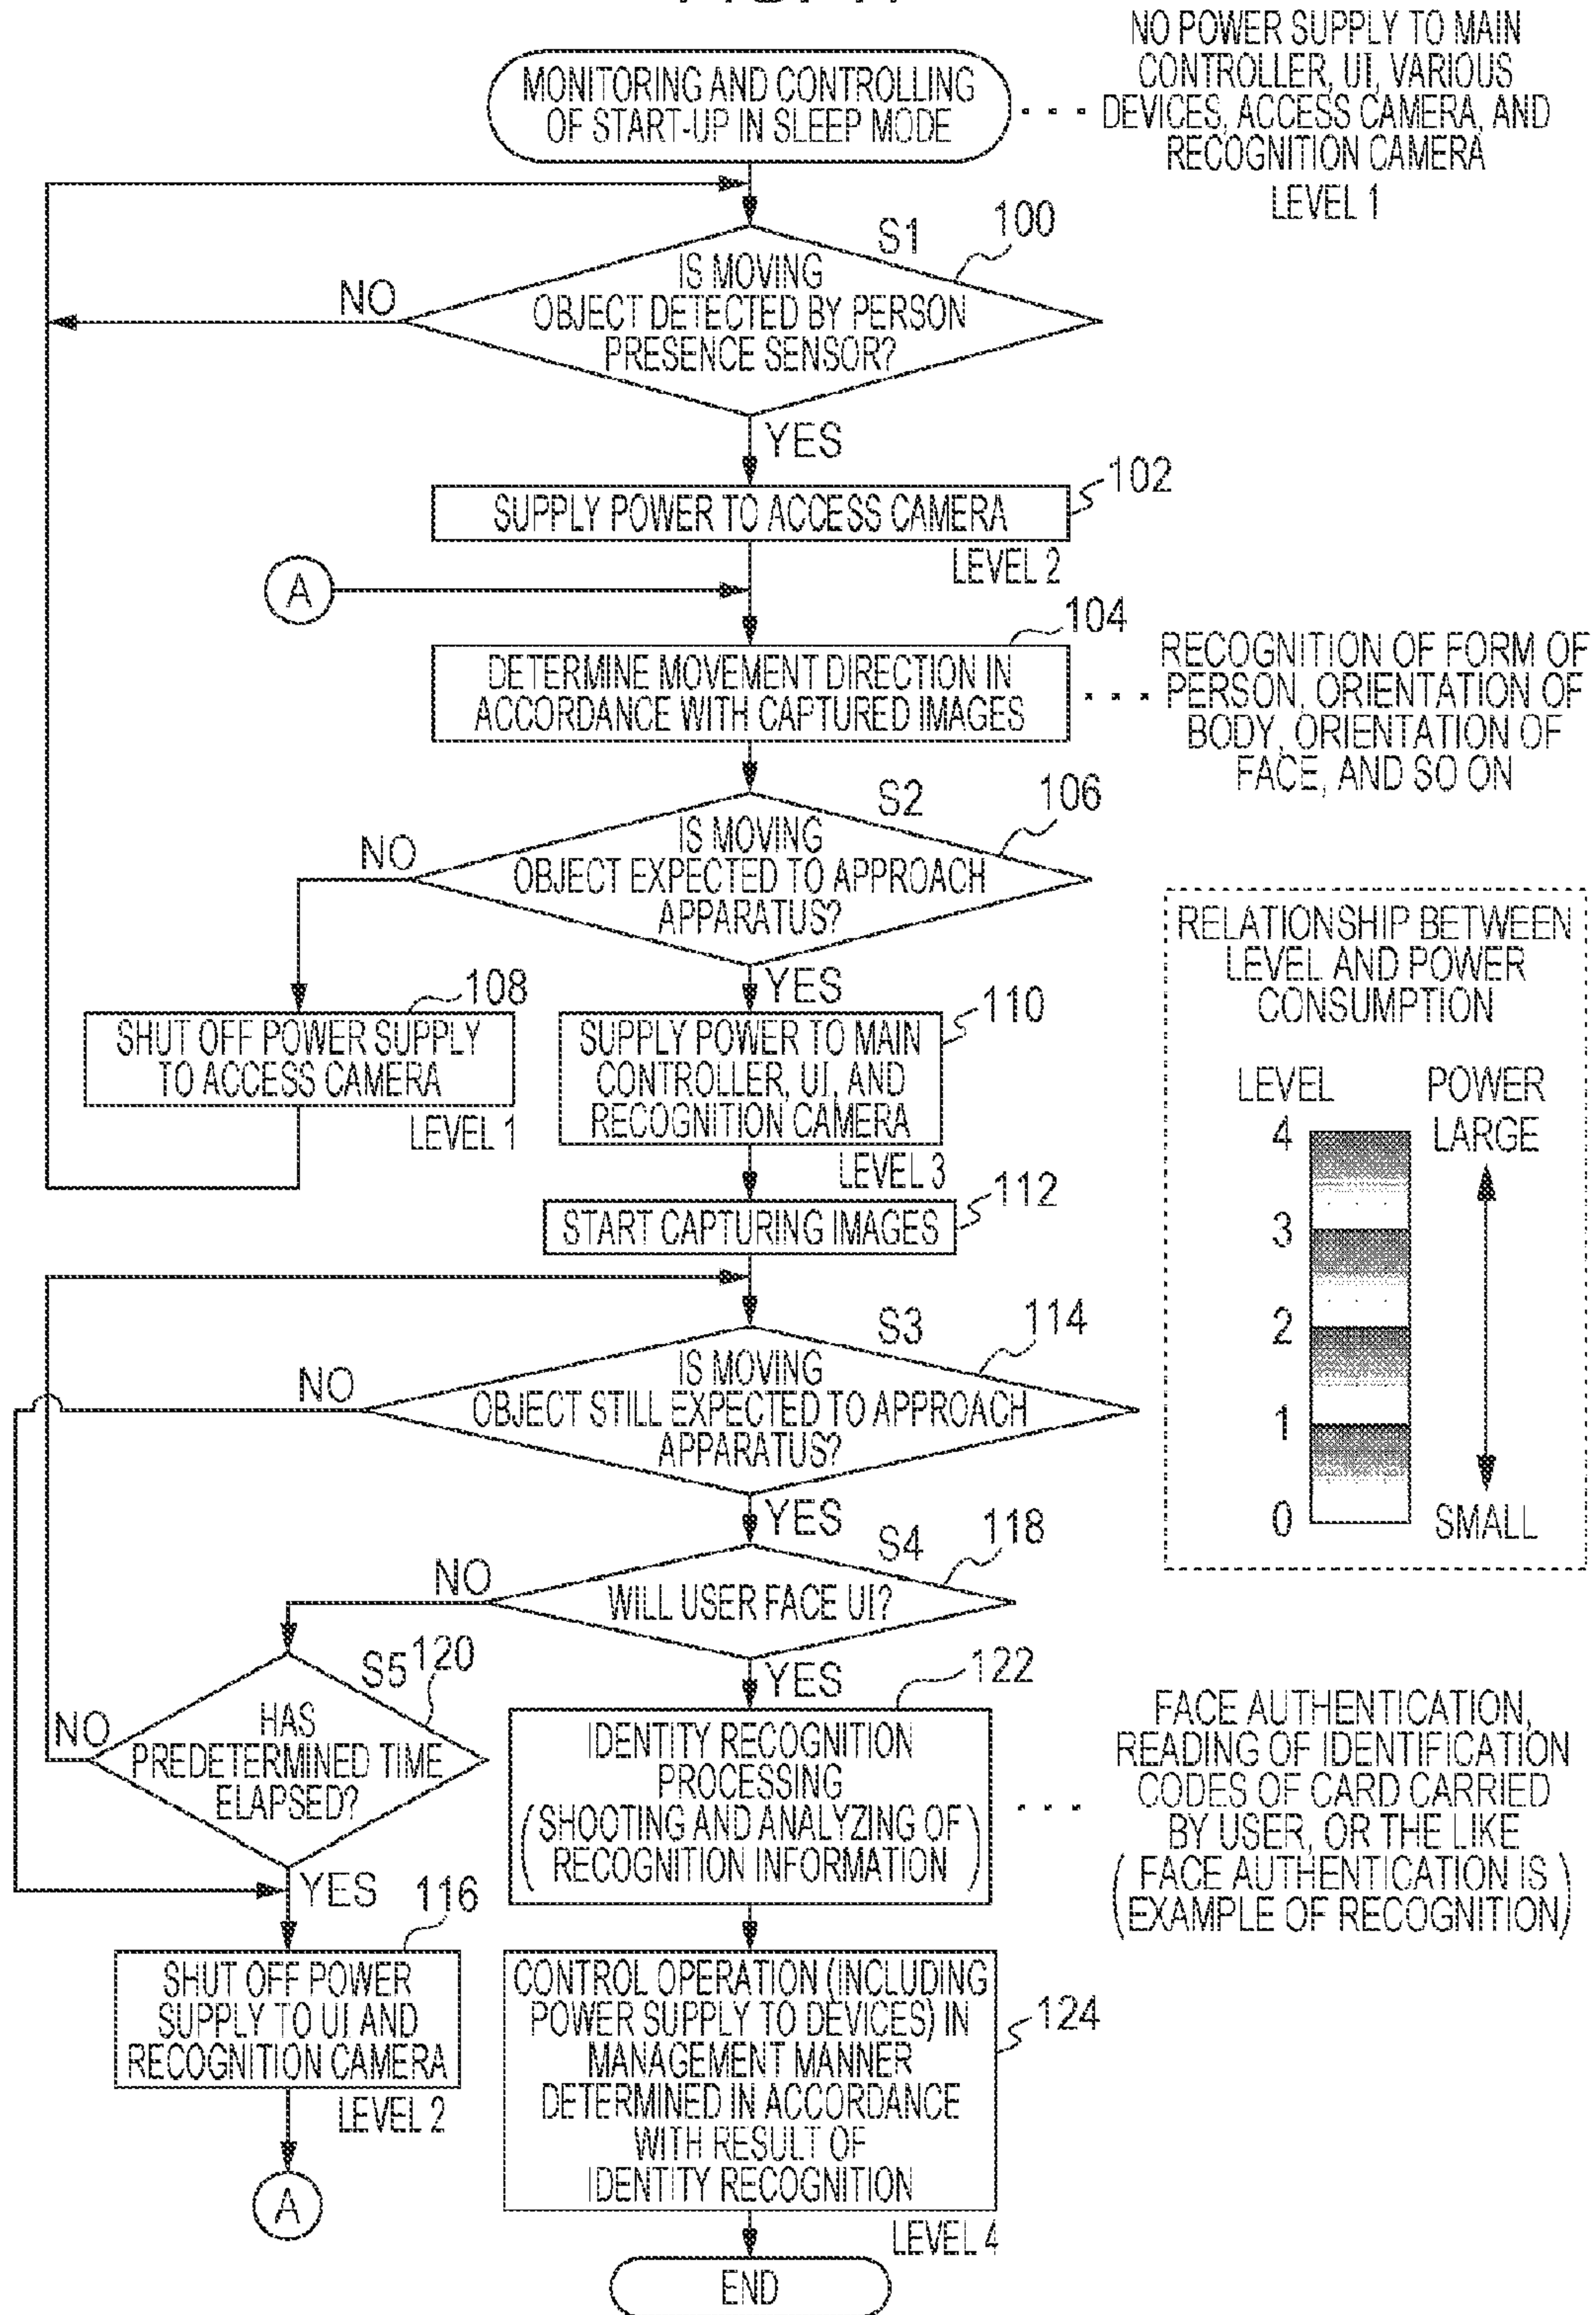 MONITORING AND CONTROLLING
OF START-UP IN SLEEP MODE
NO POWER SUPPLY TO MAIN
CONTROLLER, UI, VARIOUS
DEVICES, ACCESS CAMERA, AND
RECOGNITION CAMERA
LEVEL 1
S1
100
IS MOVING
OBJECT DETECTED BY PERSON
PRESENCE SENSOR?
NO
YES
102
SUPPLY POWER TO ACCESS CAMERA
LEVEL 2
A
104
DETERMINE MOVEMENT DIRECTION IN
ACCORDANCE WITH CAPTURED IMAGES
RECOGNITION OF FORM OF
PERSON, ORIENTATION OF
BODY, ORIENTATION OF
FACE, AND SO ON
S2
106
IS MOVING
OBJECT EXPECTED TO APPROACH
APPARATUS?
NO
YES
108
SHUT OFF POWER SUPPLY
TO ACCESS CAMERA
LEVEL 1
110
SUPPLY POWER TO MAIN
CONTROLLER, UI, AND
RECOGNITION CAMERA
LEVEL 3
112
START CAPTURING IMAGES
RELATIONSHIP BETWEEN
LEVEL AND POWER
CONSUMPTION
LEVEL
POWER
4
LARGE
3
2
1
0
SMALL
S3
114
IS MOVING
OBJECT STILL EXPECTED TO APPROACH
APPARATUS?
NO
YES
S4
118
WILL USER FACE UI?
NO
YES
S5
120
HAS
PREDETERMINED TIME
ELAPSED?
NO
YES
122
IDENTITY RECOGNITION
PROCESSING
(SHOOTING AND ANALYZING OF
RECOGNITION INFORMATION)
FACE AUTHENTICATION,
READING OF IDENTIFICATION
CODES OF CARD CARRIED
BY USER, OR THE LIKE
(FACE AUTHENTICATION IS
EXAMPLE OF RECOGNITION)
116
SHUT OFF POWER
SUPPLY TO UI AND
RECOGNITION CAMERA
LEVEL 2
A
124
CONTROL OPERATION (INCLUDING
POWER SUPPLY TO DEVICES) IN
MANAGEMENT MANNER
DETERMINED IN ACCORDANCE
WITH RESULT OF
IDENTITY RECOGNITION
LEVEL 4
END